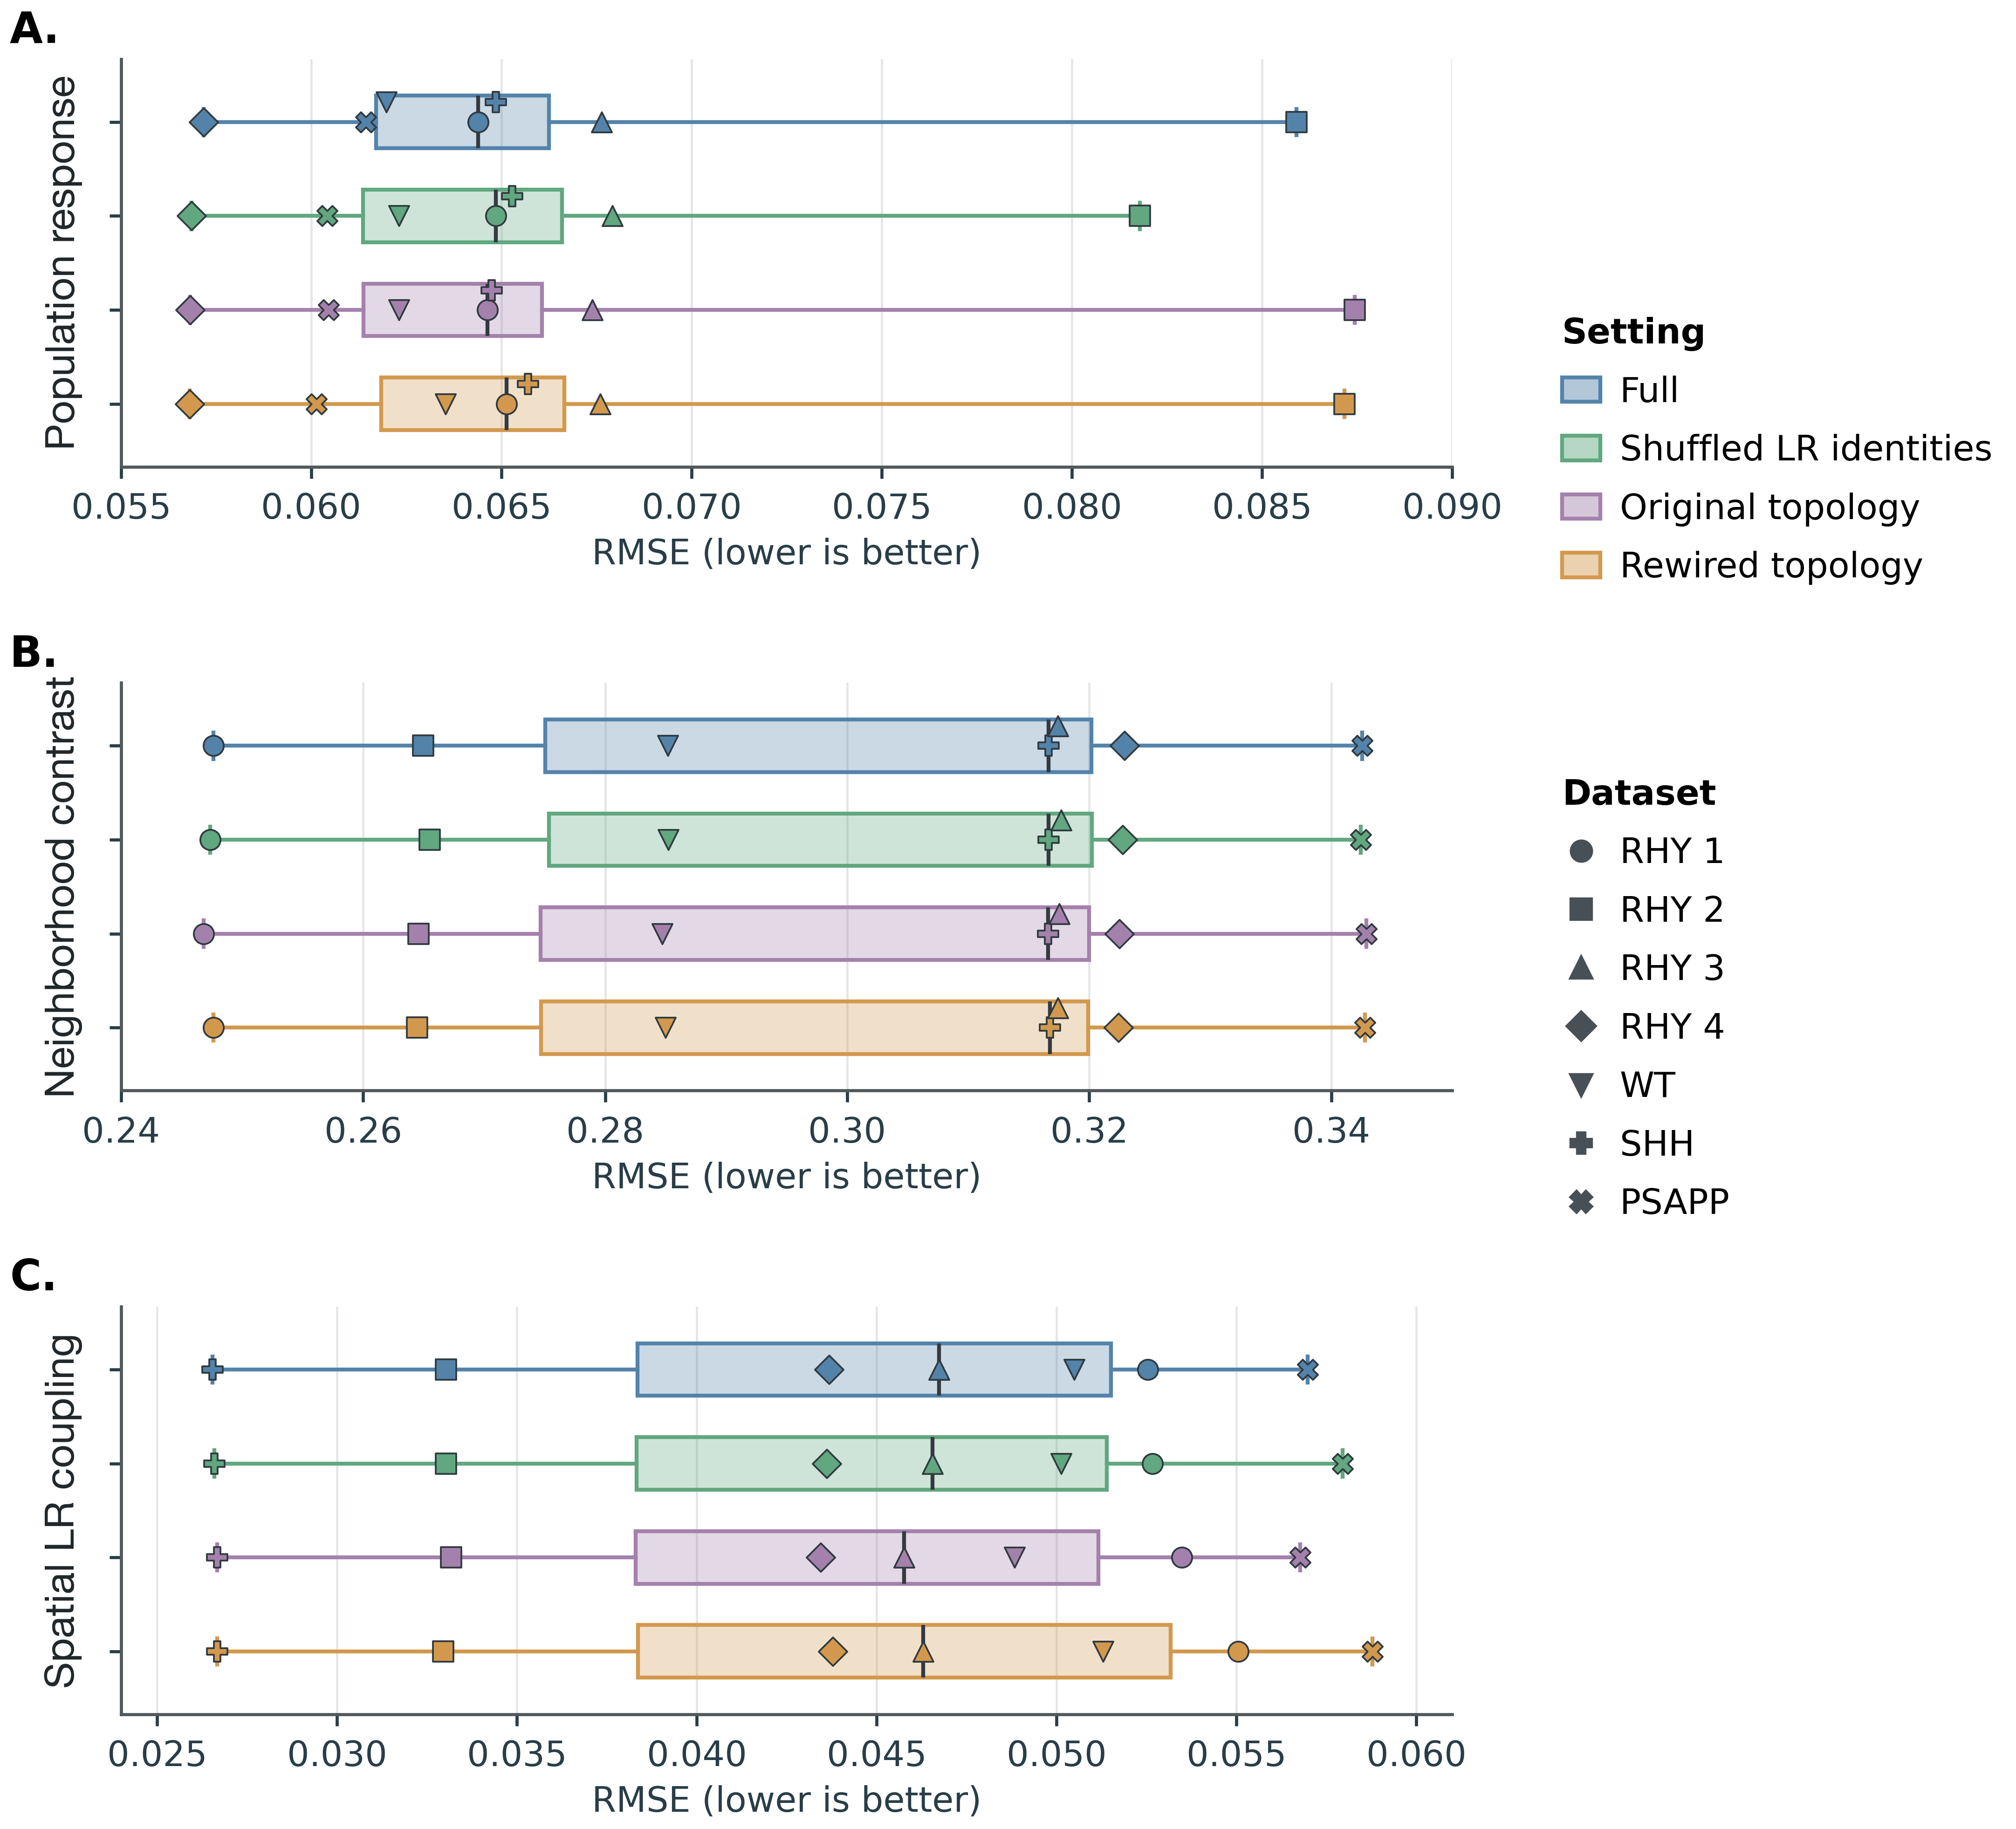 A.
Population response
0.055 0.060 0.065 0.070 0.075 0.080 0.085 0.090
RMSE (lower is better)
Setting
Full
Shuffled LR identities
Original topology
Rewired topology
B.
Neighborhood contrast
0.24 0.26 0.28 0.30 0.32 0.34
RMSE (lower is better)
Dataset
RHY 1
RHY 2
RHY 3
RHY 4
WT
SHH
PSAPP
C.
Spatial LR coupling
0.025 0.030 0.035 0.040 0.045 0.050 0.055 0.060
RMSE (lower is better)